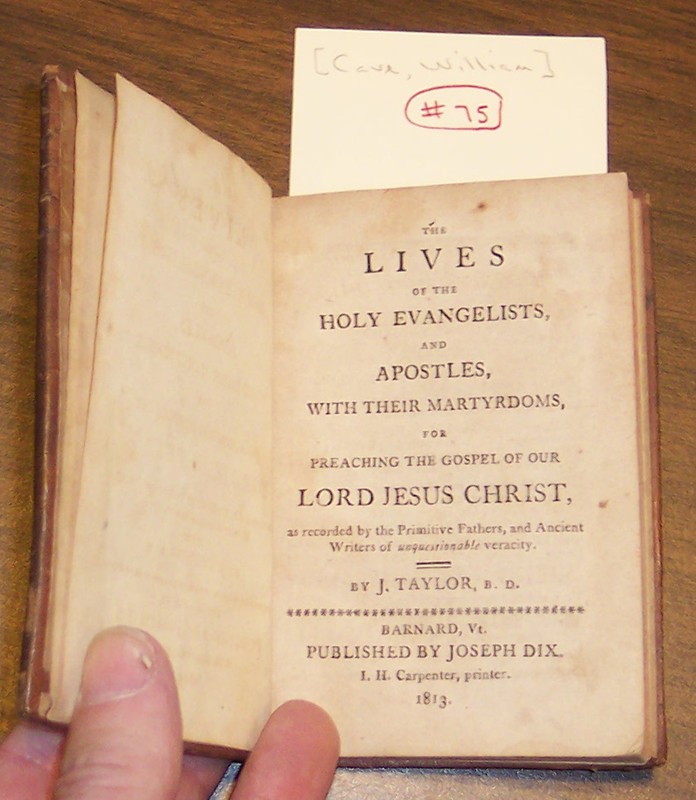 [Cave, William]
# 75
THE
LIVES
OF THE
HOLY EVANGELISTS,
AND
APOSTLES,
WITH THEIR MARTYRDOMS,
FOR
PREACHING THE GOSPEL OF OUR
LORD JESUS CHRIST,
as recorded by the Primitive Fathers, and Ancient
Writers of unquestionable veracity.
BY J. TAYLOR, B. D.
BARNARD, Vt.
PUBLISHED BY JOSEPH DIX.
I. H. Carpenter, printer.
1813.